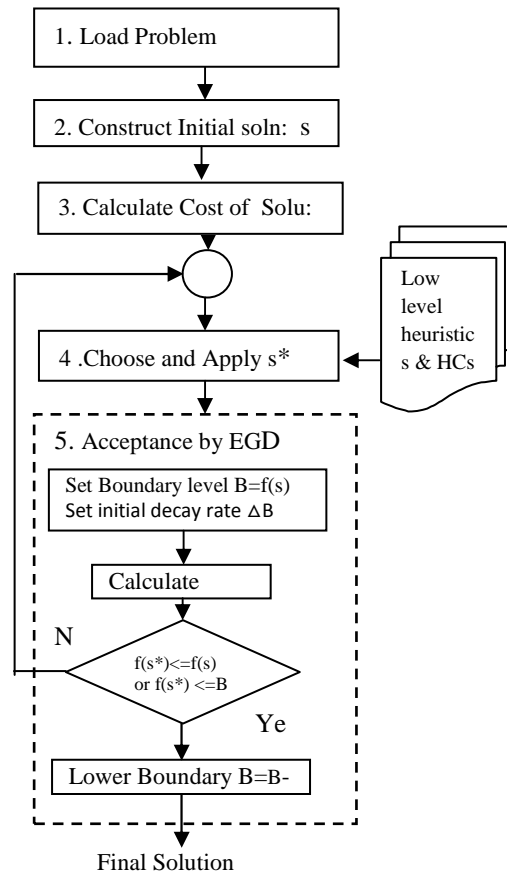 1. Load Problem
2. Construct Initial soln: s
3. Calculate Cost of Solu:
Low
level
heuristic
s & HCs
4 .Choose and Apply s*
5. Acceptance by EGD
Set Boundary level B=f(s)
Set initial decay rate △B
Calculate
N
f(s*)<=f(s)
or f(s*) <=B
Ye
Lower Boundary B=B-
Final Solution